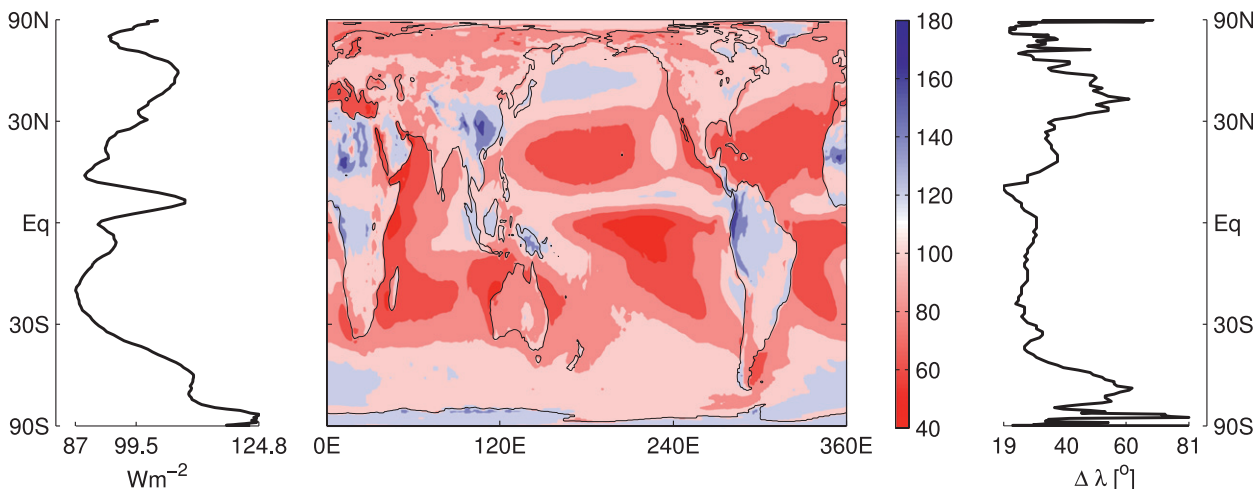 90N
30N
Eq
30S
90S
87 99.5 124.8
Wm⁻²
0E 120E 240E 360E
180
160
140
120
100
80
60
40
90N
30N
Eq
30S
90S
19 40 60 81
Δ λ [°]